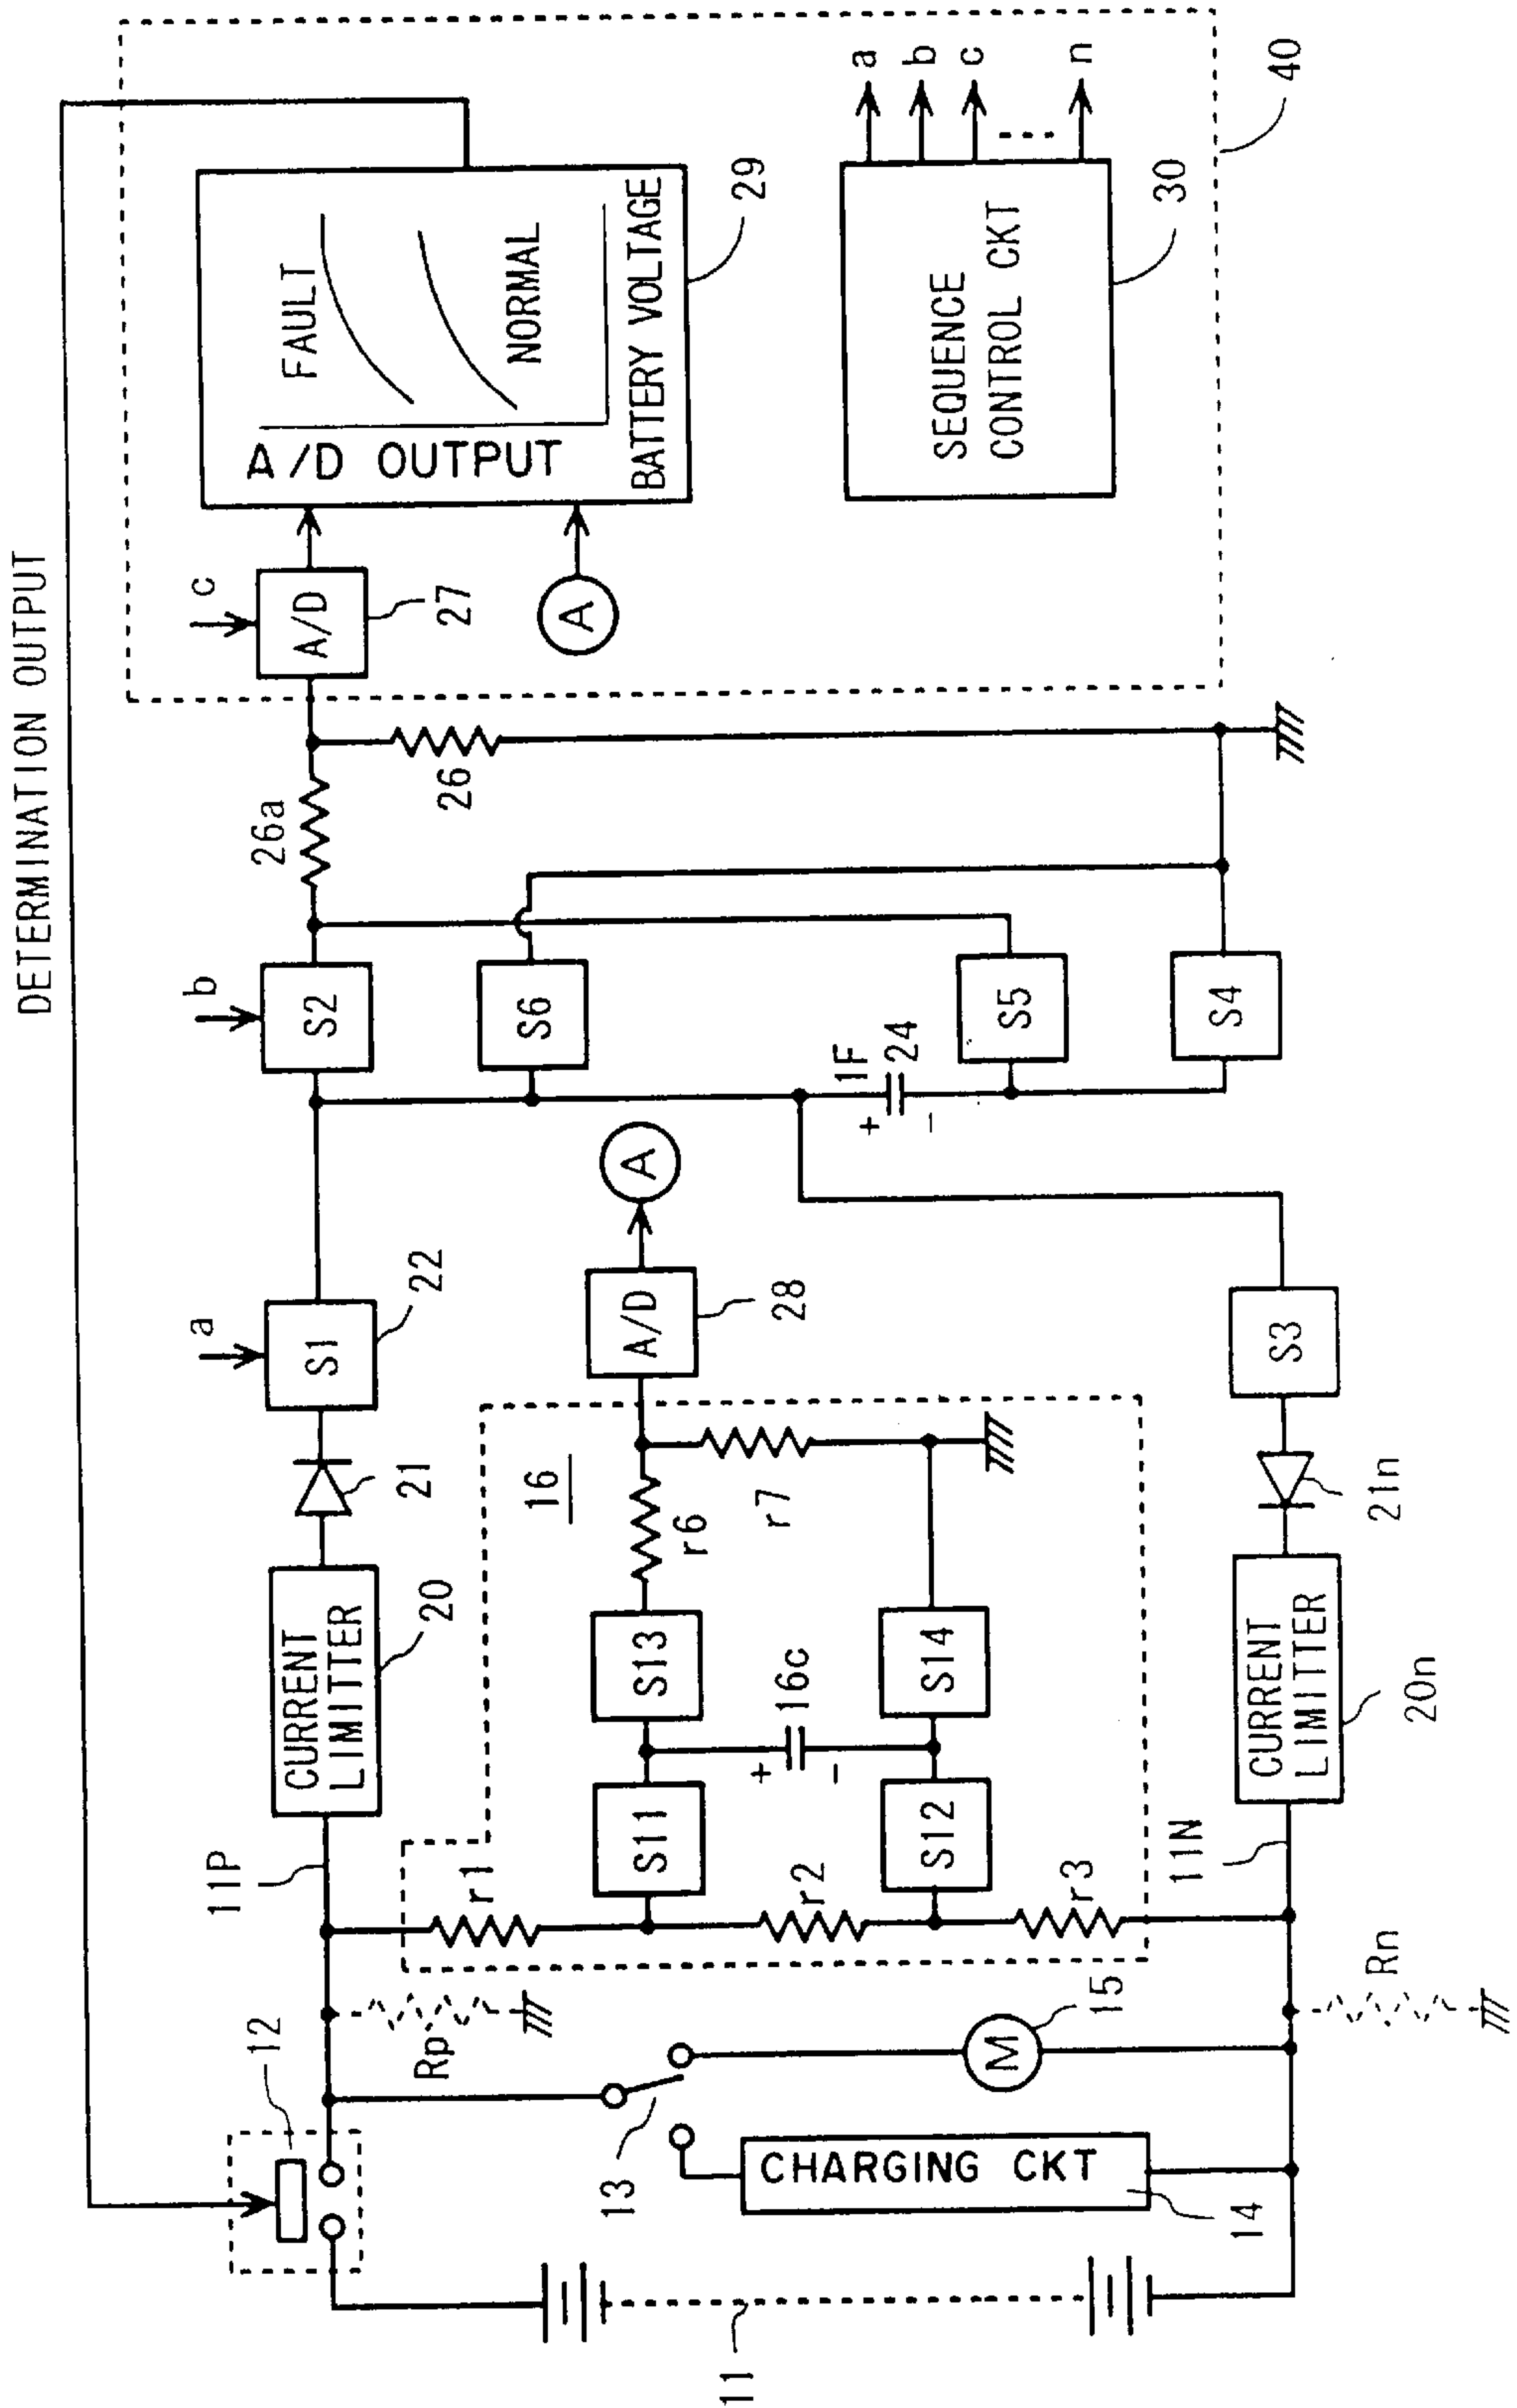 DETERMINATION OUTPUT
12
11P
CURRENT
LIMITTER
20
21
a
S1
22
b
S2
26a
26
c
A/D
27
A/D OUTPUT
FAULT
NORMAL
BATTERY VOLTAGE
29
A
SEQUENCE
CONTROL CKT
30
a
b
c
n
40
Rp
13
CHARGING CKT
14
M
15
11
r1
r2
r3
16
S11
S12
+
-
16c
S13
S14
r6
r7
A/D
28
A
S6
1F
24
+
-
S5
S4
11N
Rn
CURRENT
LIMITTER
20n
21n
S3